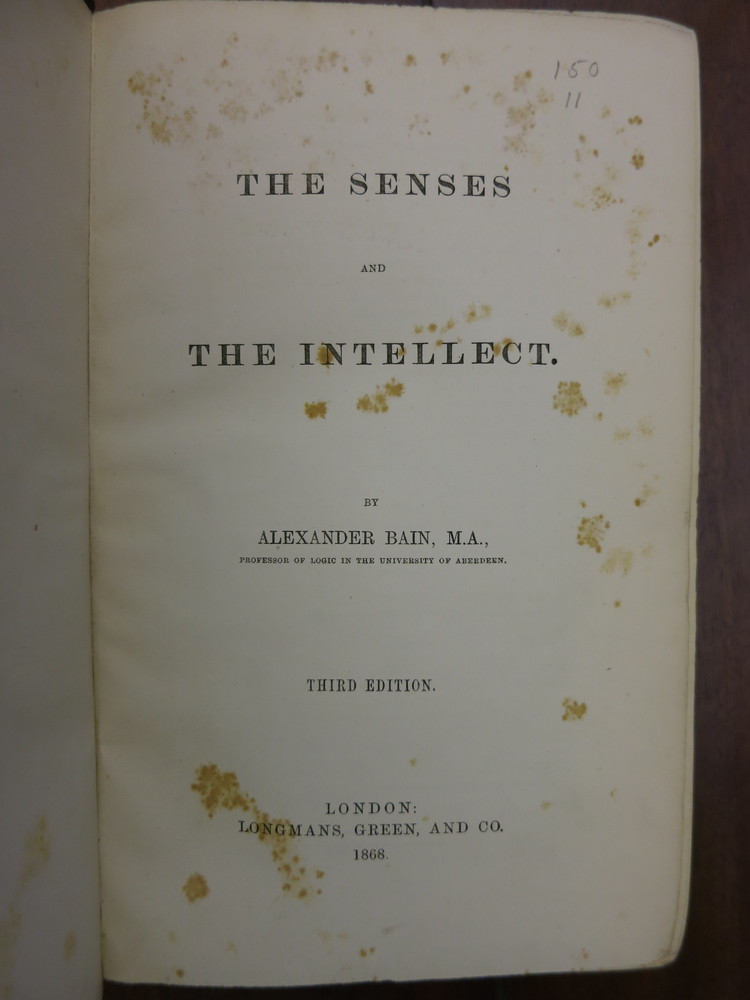 150
11
THE SENSES
AND
THE INTELLECT.
BY
ALEXANDER BAIN, M.A.,
PROFESSOR OF LOGIC IN THE UNIVERSITY OF ABERDEEN.
THIRD EDITION.
LONDON:
LONGMANS, GREEN, AND CO.
1868.